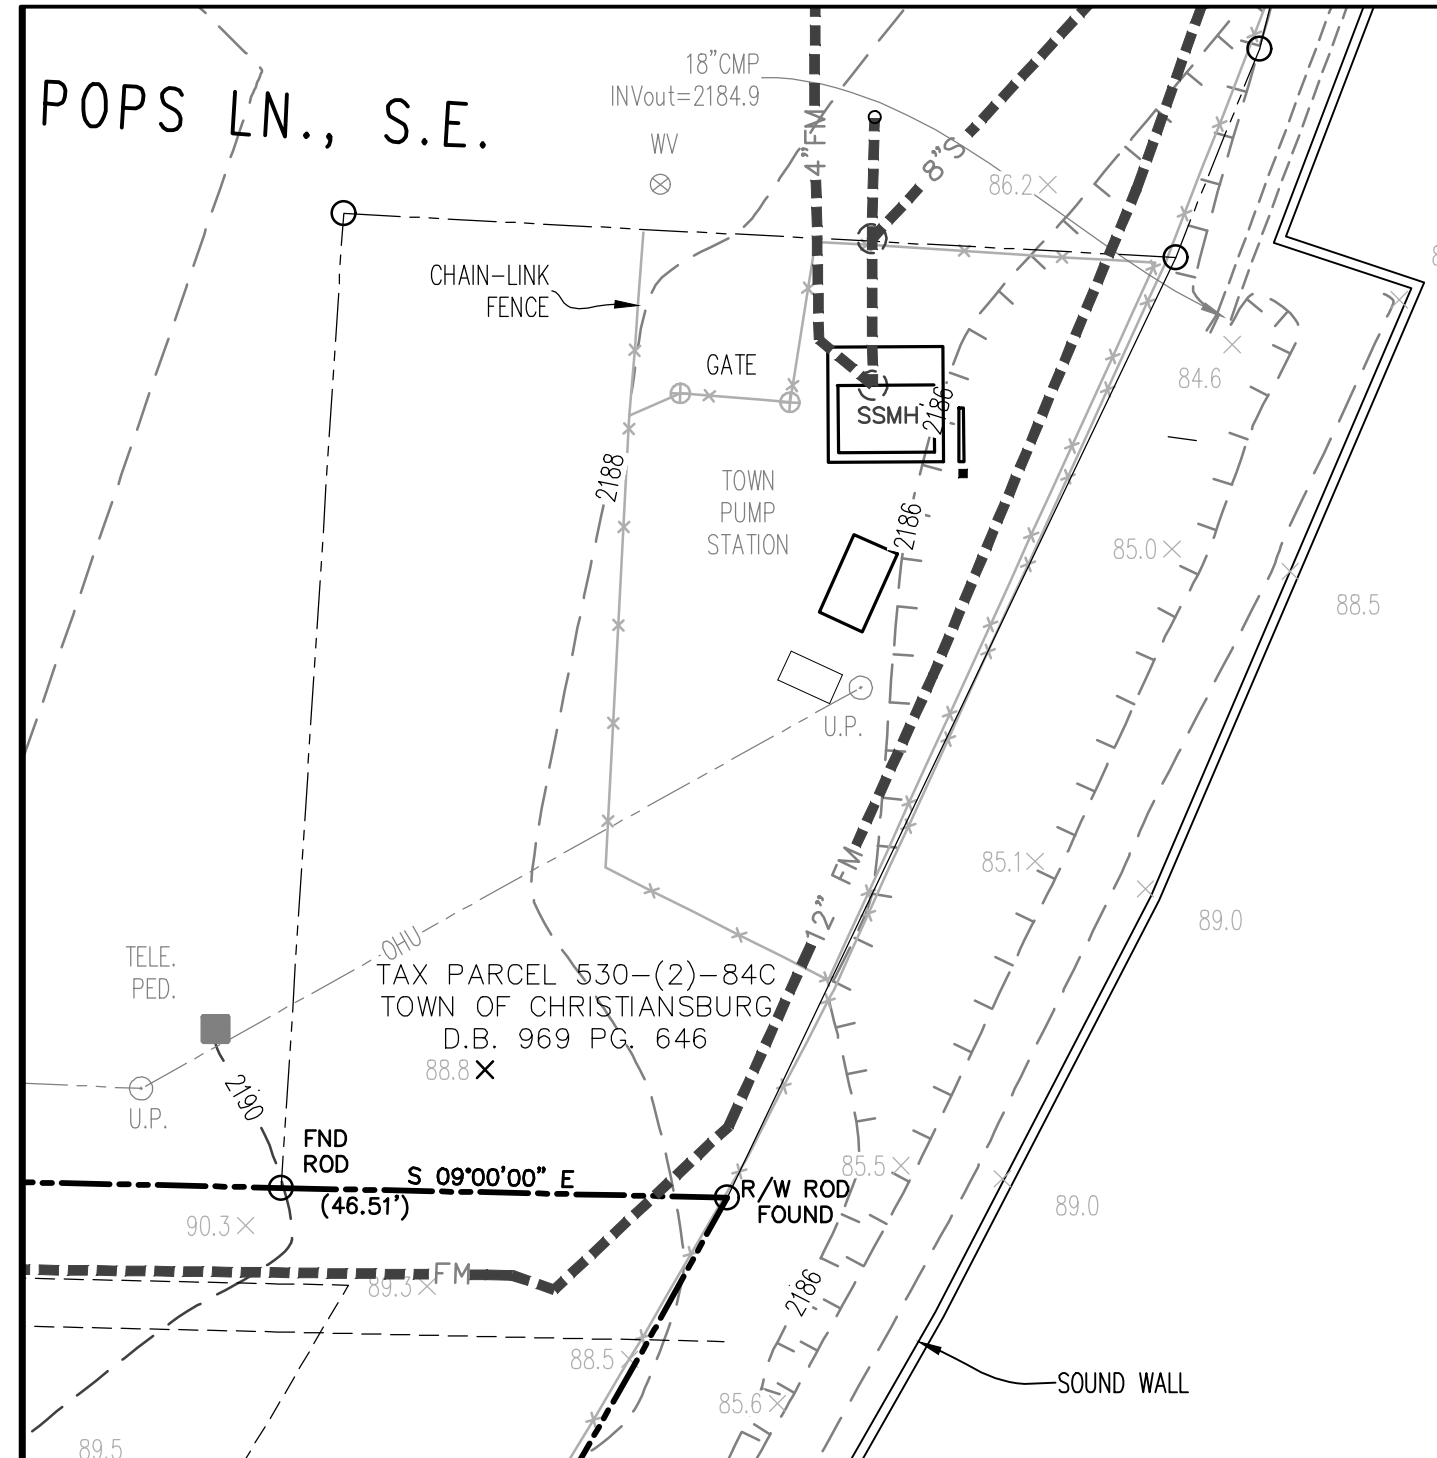 POPS LN., S.E.
18"CMP
INVout=2184.9
WV
4"FM
8"S
86.2
CHAIN-LINK
FENCE
GATE
SSMH
2186
84.6
2188
TOWN
PUMP
STATION
2186
85.0
88.5
U.P.
12" FM
85.1
89.0
OHU
TELE.
PED.
TAX PARCEL 530-(2)-84C
TOWN OF CHRISTIANSBURG
D.B. 969 PG. 646
88.8
2190
U.P.
FND
ROD
S 09°00'00" E
(46.51')
R/W ROD
FOUND
85.5
89.0
90.3
FM
89.3
2186
88.5
85.6
SOUND WALL
89.5